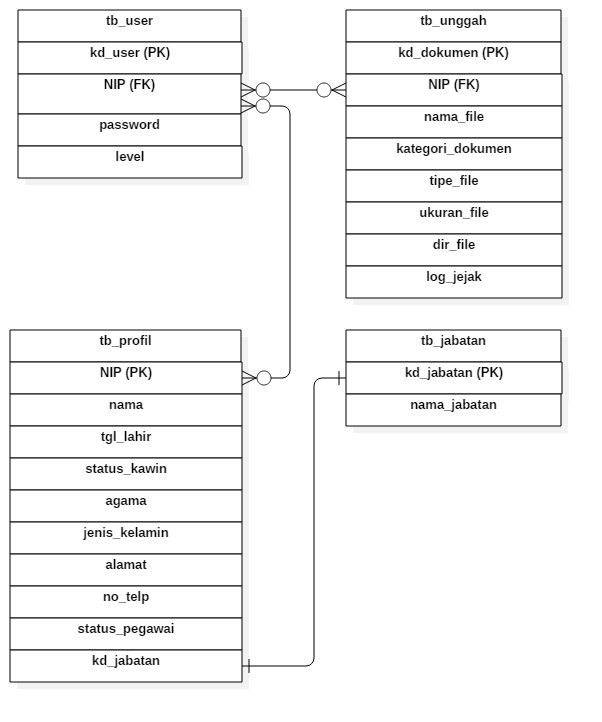 tb_user
kd_user (PK)
NIP (FK)
password
level
tb_unggah
kd_dokumen (PK)
NIP (FK)
nama_file
kategori_dokumen
tipe_file
ukuran_file
dir_file
log_jejak
tb_profil
NIP (PK)
nama
tgl_lahir
status_kawin
agama
jenis_kelamin
alamat
no_telp
status_pegawai
kd_jabatan
tb_jabatan
kd_jabatan (PK)
nama_jabatan